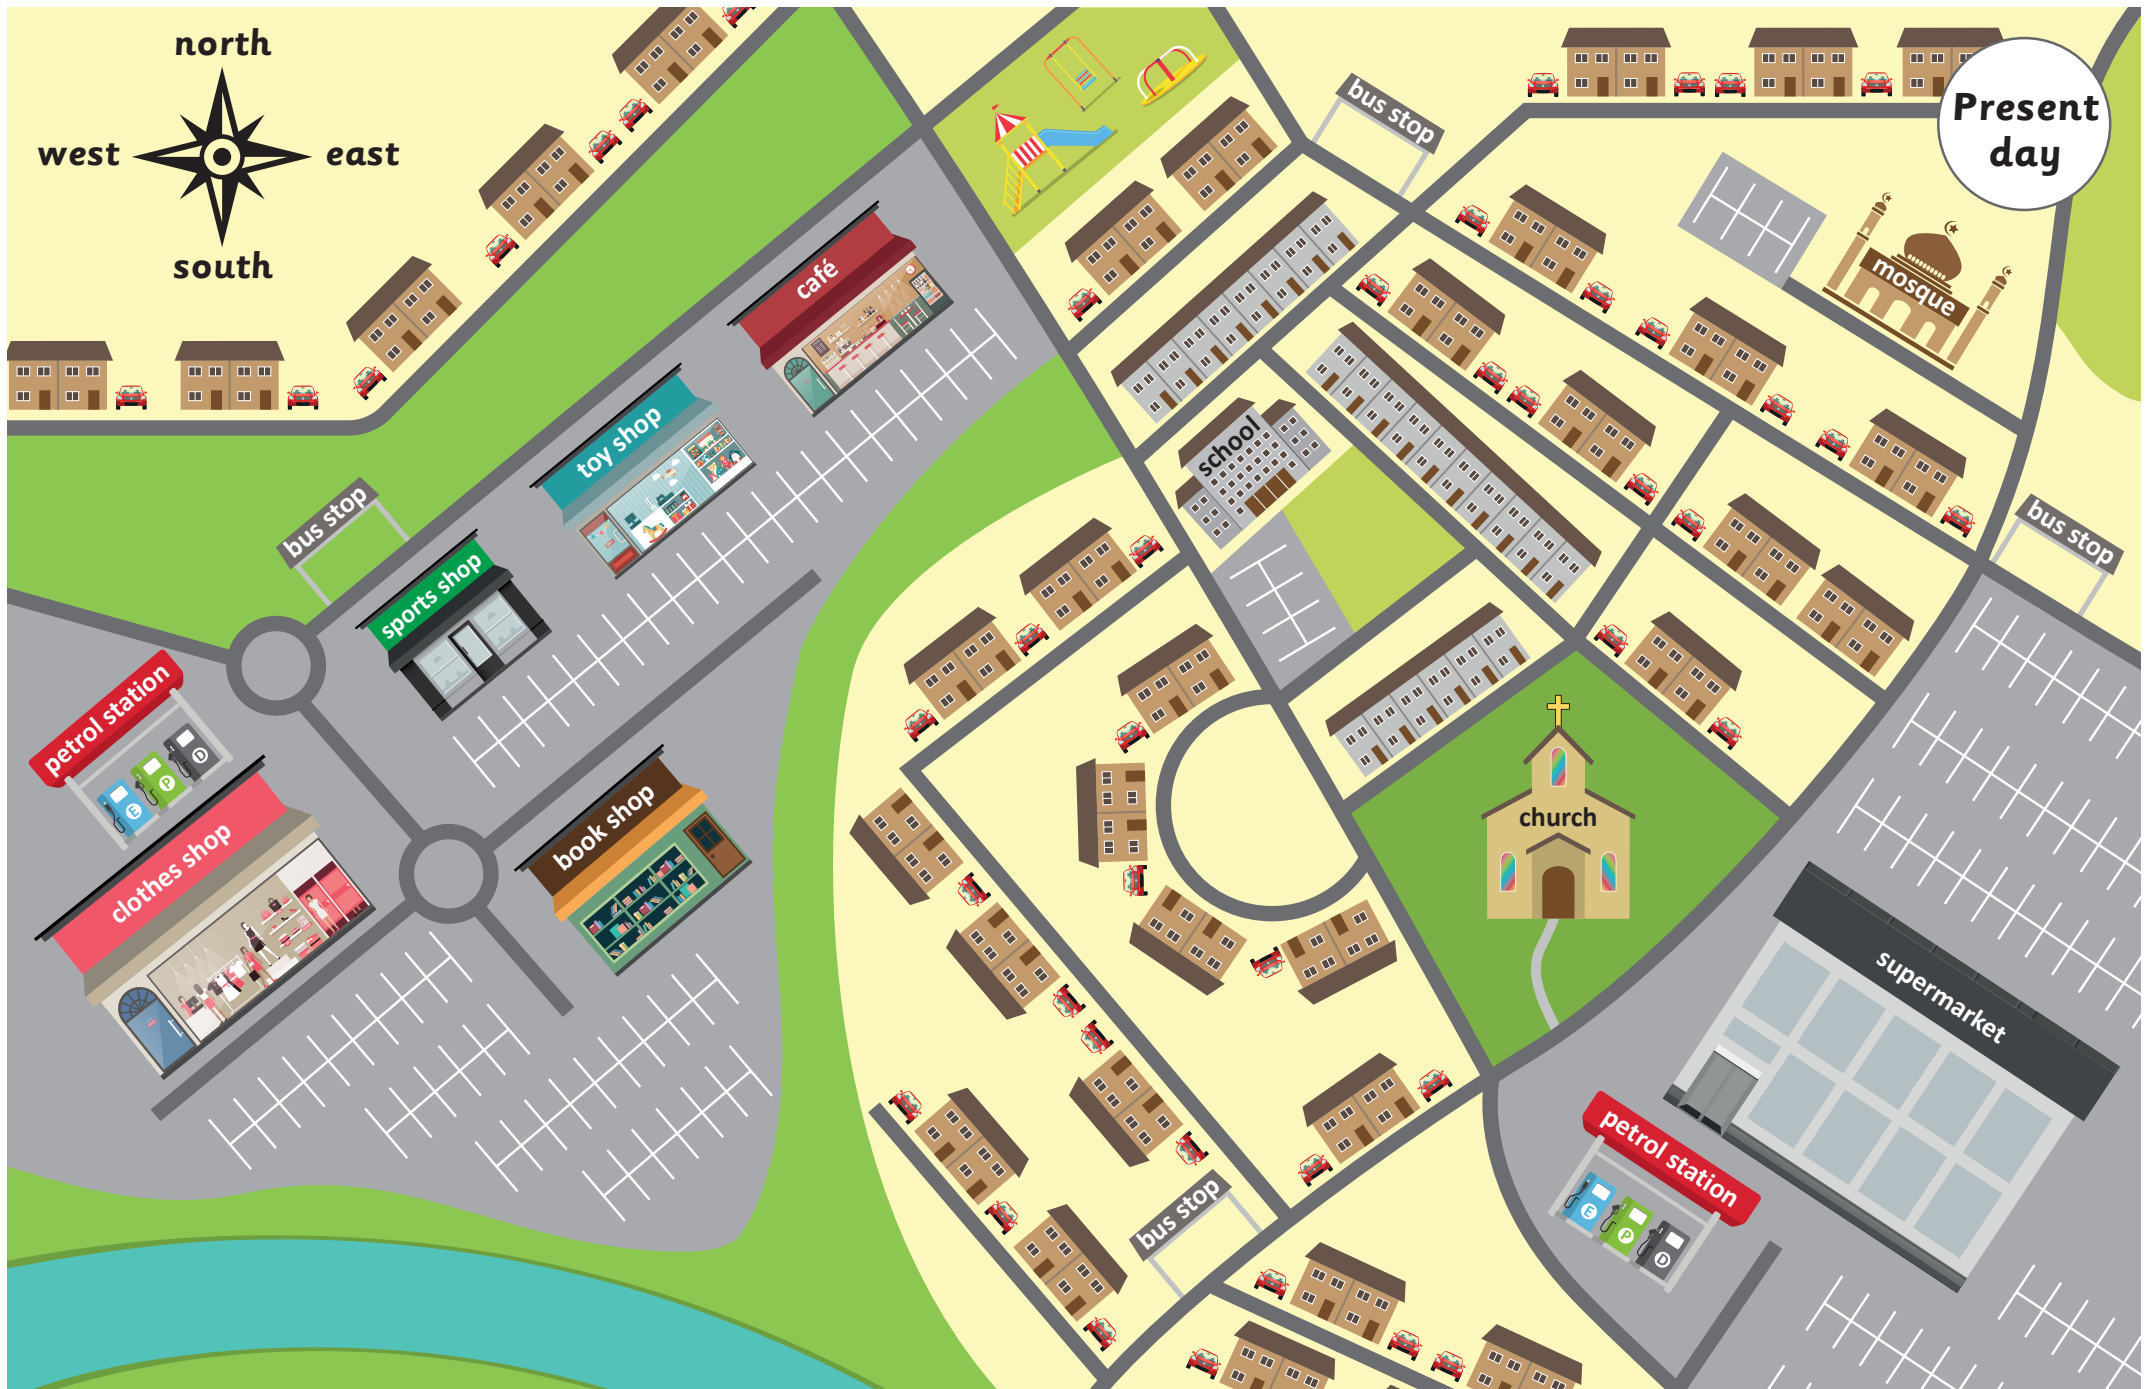 north
west
east
south
Present
day
bus stop
café
mosque
toy shop
school
bus stop
bus stop
sports shop
petrol station
E
P
D
clothes shop
book shop
church
supermarket
petrol station
E
P
D
bus stop